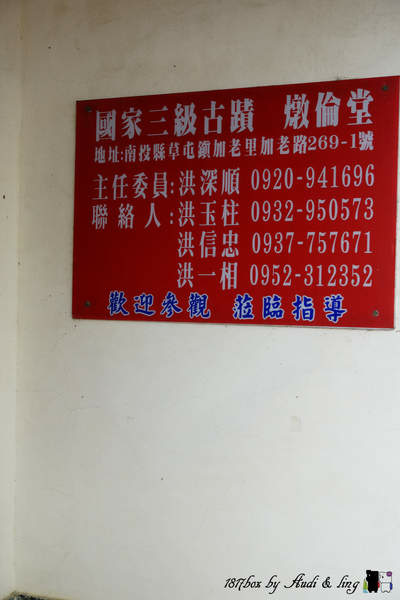 國家三級古蹟 燉倫堂
地址:南投縣草屯鎮加老里加老路269-1號
主任委員:洪深順 0920-941696
聯絡人:洪玉柱 0932-950573
洪信忠 0937-757671
洪一相 0952-312352
歡迎參觀 蒞臨指導
1817box by Audi & ling